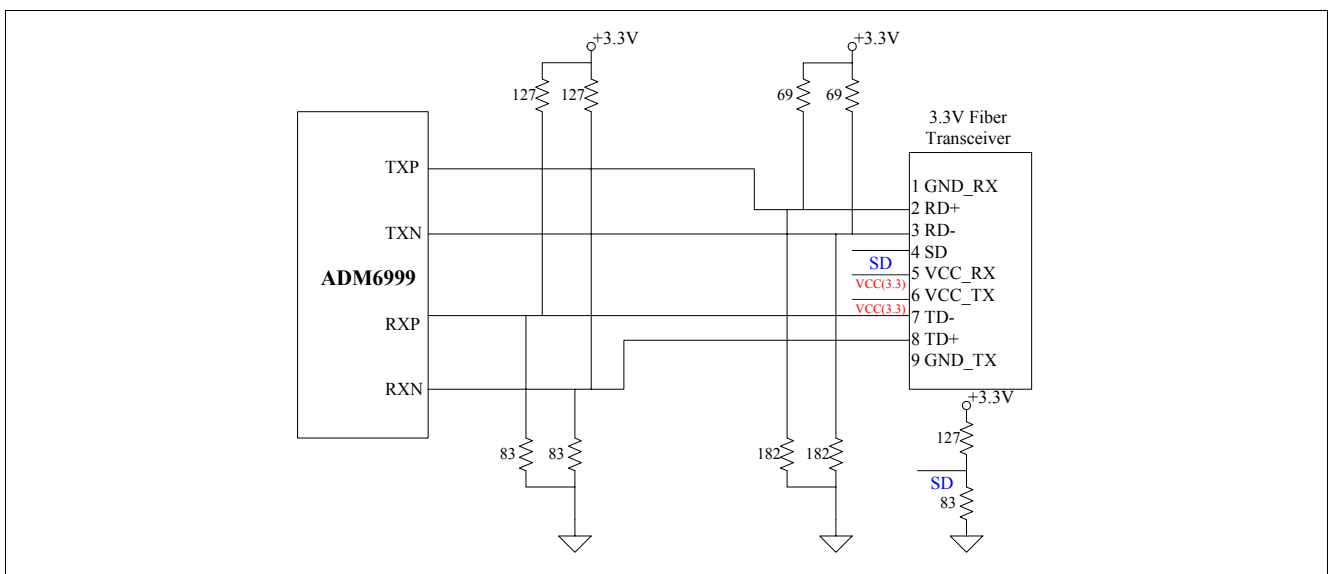 +3.3V
+3.3V
127
127
69
69
3.3V Fiber
Transceiver
TXP
1 GND_RX
2 RD+
TXN
3 RD-
4 SD
SD
5 VCC_RX
ADM6999
VCC(3.3)
6 VCC_TX
VCC(3.3)
7 TD-
RXP
8 TD+
9 GND_TX
RXN
+3.3V
127
83
83
182
182
SD
83